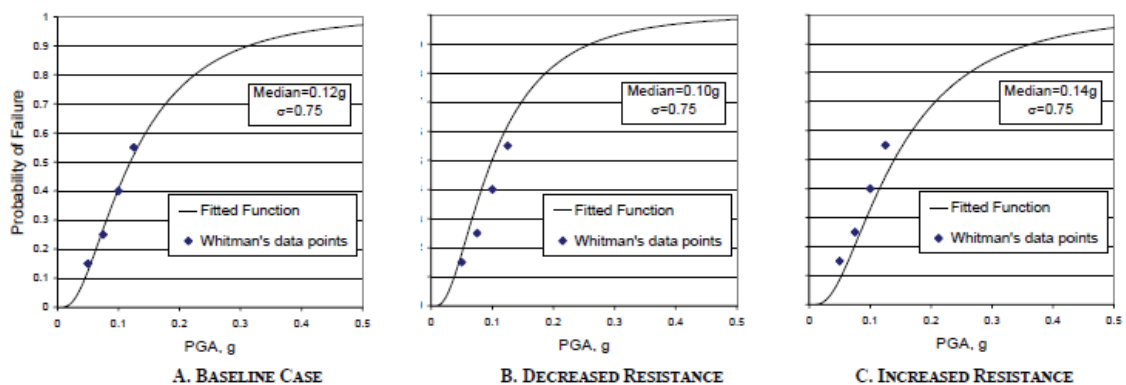 Probability of Failure
1
0.9
0.8
0.7
0.6
0.5
0.4
0.3
0.2
0.1
0
Median=0.12g
σ=0.75
Fitted Function
Whitman's data points
0 0.1 0.2 0.3 0.4 0.5
PGA, g
A. BASELINE CASE
Median=0.10g
σ=0.75
Fitted Function
Whitman's data points
0 0.1 0.2 0.3 0.4 0.5
PGA, g
B. DECREASED RESISTANCE
Median=0.14g
σ=0.75
Fitted Function
Whitman's data points
0 0.1 0.2 0.3 0.4 0.5
PGA, g
C. INCREASED RESISTANCE